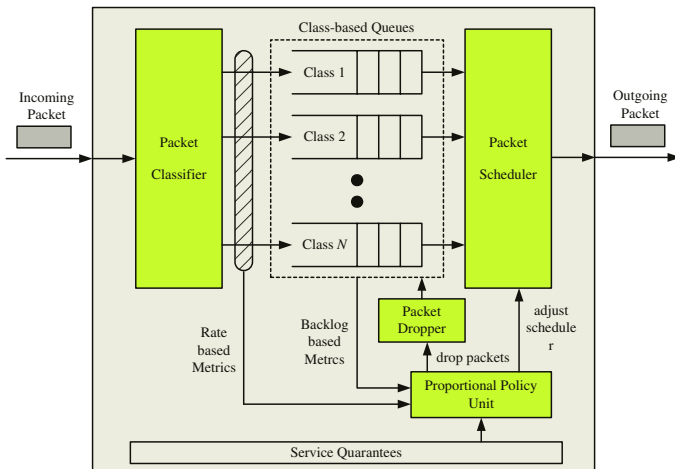 Class-based Queues
Incoming
Packet
Packet
Classifier
Class 1
Class 2
Class N
Packet
Scheduler
Outgoing
Packet
Rate
based
Metrics
Backlog
based
Metrcs
Packet
Dropper
drop packets
adjust
schedule
r
Proportional Policy
Unit
Service Quarantees